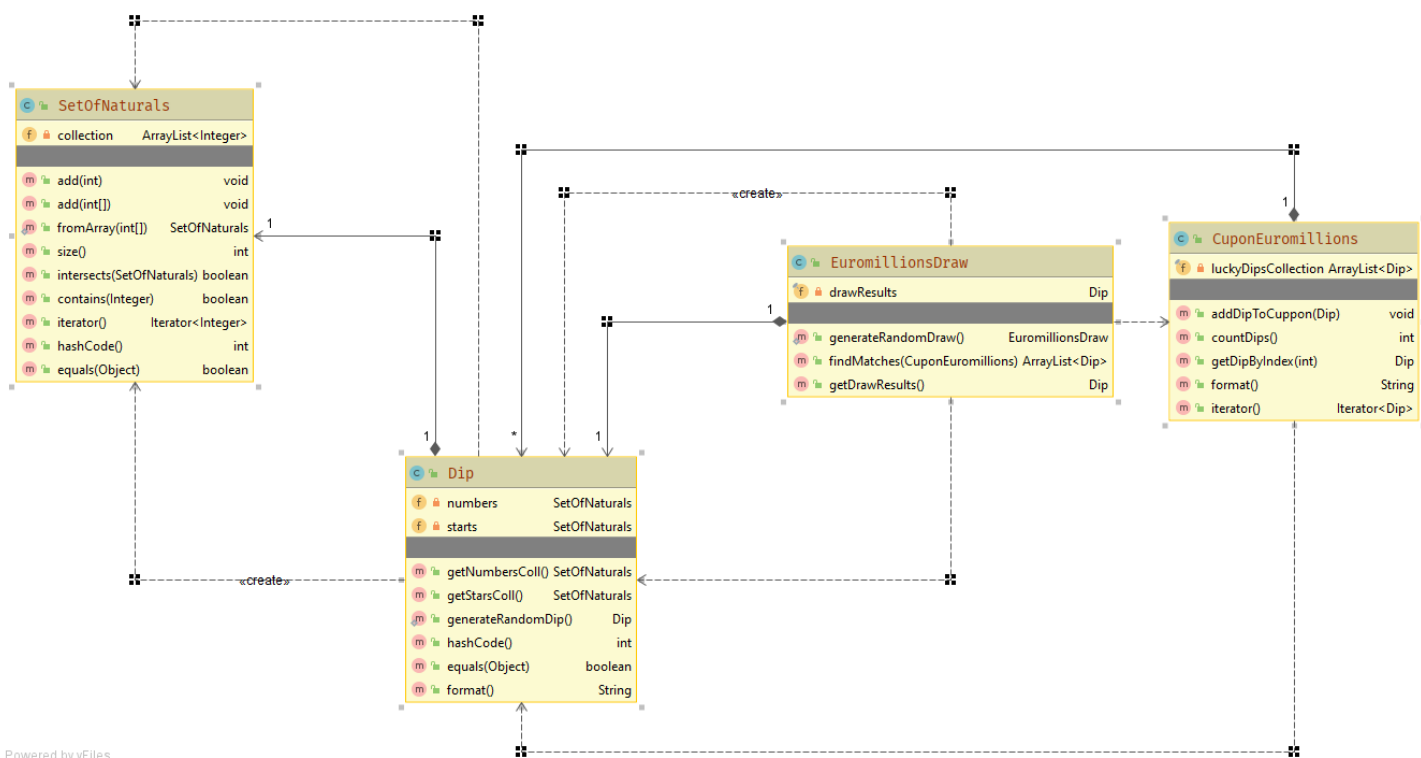 SetOfNaturals
collection ArrayList<Integer>
add(int) void
add(int[]) void
fromArray(int[]) SetOfNaturals
size() int
intersects(SetOfNaturals) boolean
contains(Integer) boolean
iterator() Iterator<Integer>
hashCode() int
equals(Object) boolean
1
1
«create»
«create»
*
1
1
1
EuromillionsDraw
drawResults Dip
generateRandomDraw() EuromillionsDraw
findMatches(CuponEuromillions) ArrayList<Dip>
getDrawResults() Dip
CuponEuromillions
luckyDipsCollection ArrayList<Dip>
addDipToCuppon(Dip) void
countDips() int
getDipByIndex(int) Dip
format() String
iterator() Iterator<Dip>
Dip
numbers SetOfNaturals
starts SetOfNaturals
getNumbersColl() SetOfNaturals
getStarsColl() SetOfNaturals
generateRandomDip() Dip
hashCode() int
equals(Object) boolean
format() String
Powered by yFiles